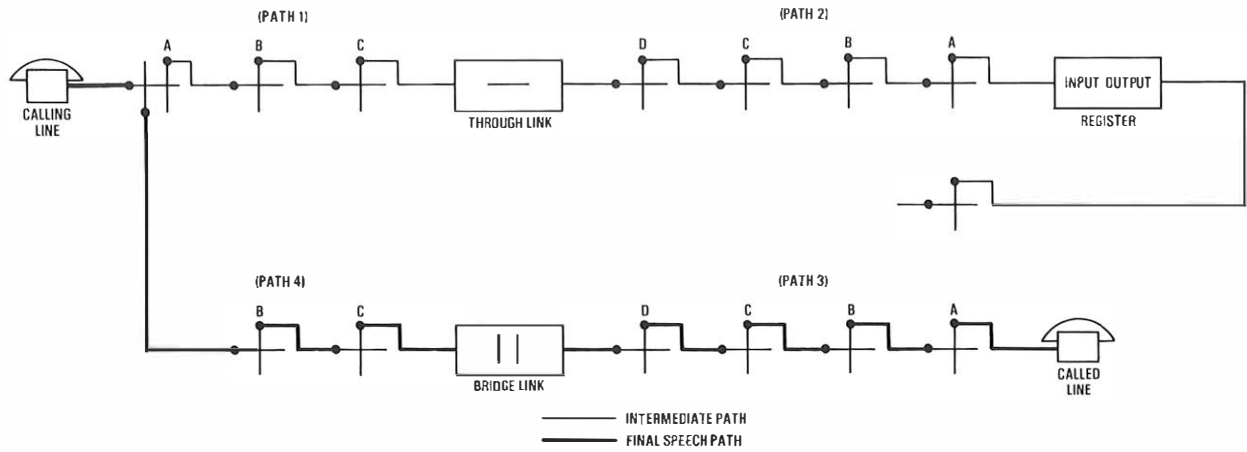 (PATH 1)
(PATH 2)
A
B
C
D
C
B
A
CALLING
LINE
THROUGH LINK
INPUT OUTPUT
REGISTER
(PATH 4)
(PATH 3)
B
C
D
C
B
A
BRIDGE LINK
CALLED
LINE
INTERMEDIATE PATH
FINAL SPEECH PATH